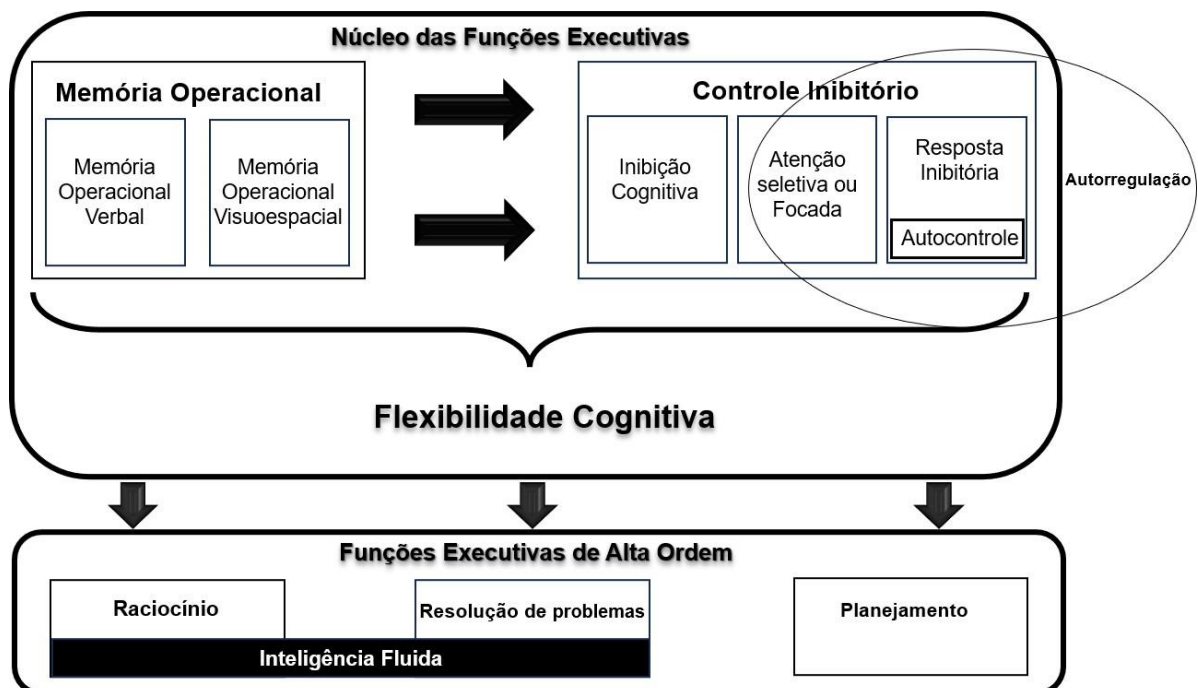 Núcleo das Funções Executivas
Memória Operacional
Memória
Operacional
Verbal
Memória
Operacional
Visuoespacial
Controle Inibitório
Inibição
Cognitiva
Atenção
seletiva ou
Focada
Resposta
Inibitória
Autocontrole
Autorregulação
Flexibilidade Cognitiva
Funções Executivas de Alta Ordem
Raciocínio
Resolução de problemas
Inteligência Fluida
Planejamento